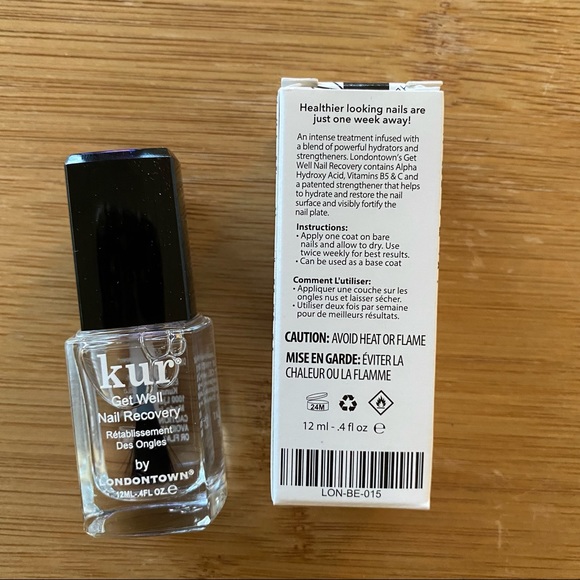 kur®
Get Well
Nail Recovery
Rétablissement
Des Ongles
by
LONDONTOWN®
12ML-.4FL OZ. e
Healthier looking nails are
just one week away!
An intense treatment infused with
a blend of powerful hydrators and
strengtheners. Londontown's Get
Well Nail Recovery contains Alpha
Hydroxy Acid, Vitamins B5 & C and
a patented strengthener that helps
to hydrate and restore the nail
surface and visibly fortify the
nail plate.
Instructions:
• Apply one coat on bare
nails and allow to dry. Use
twice weekly for best results.
• Can be used as a base coat
Comment L'utiliser:
• Appliquer une couche sur les
ongles nus et laisser sécher.
• Utiliser deux fois par semaine
pour de meilleurs résultats.
CAUTION: AVOID HEAT OR FLAME
MISE EN GARDE: ÉVITER LA
CHALEUR OU LA FLAMME
24M
12 ml - .4 fl oz e
LON-BE-015